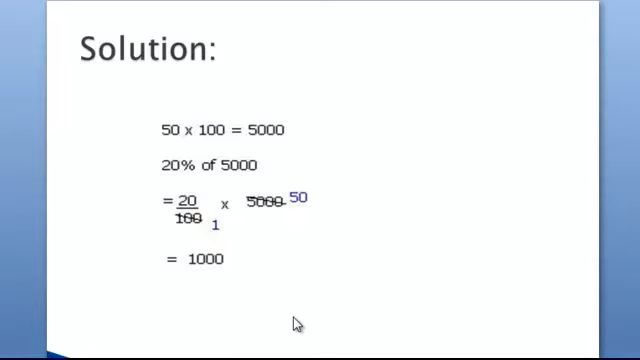 Solution:
50 x 100 = 5000
20% of 5000
= 20 x 5000 50
100 1
= 1000